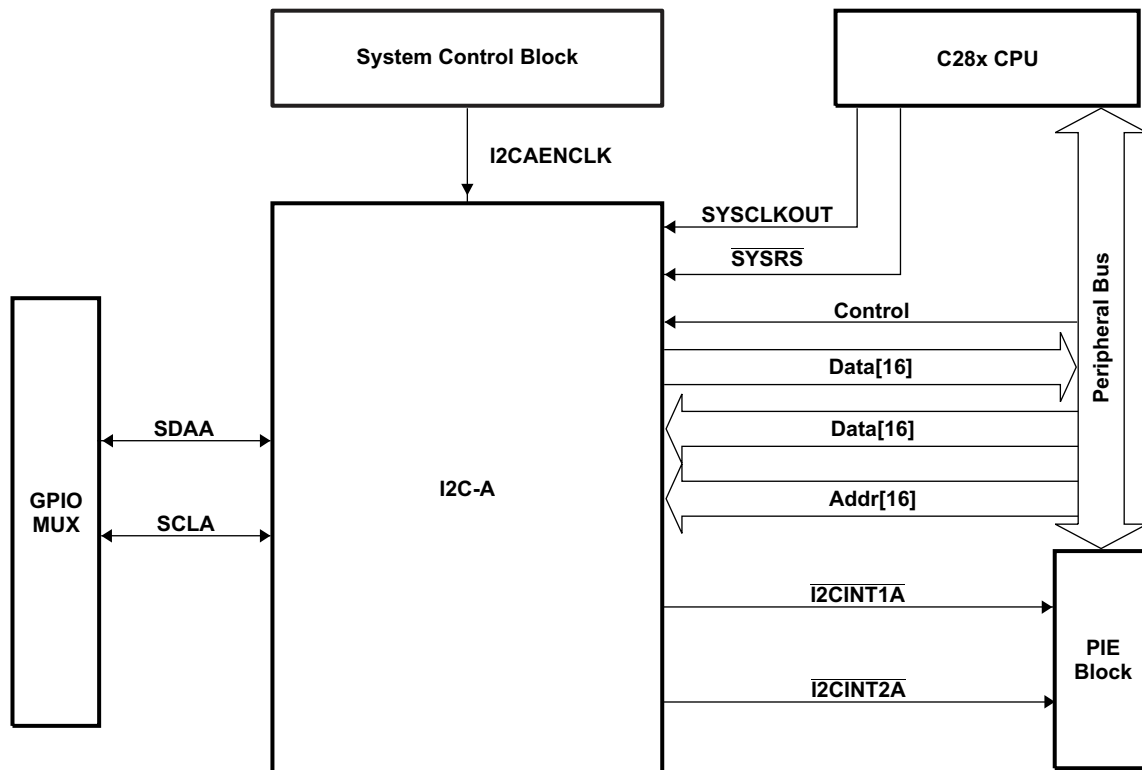 System Control Block
C28x CPU
I2CAENCLK
SYSCLKOUT
SYSRS
Control
Data[16]
Data[16]
Addr[16]
Peripheral Bus
SDAA
SCLA
GPIO
MUX
I2C-A
I2CINT1A
I2CINT2A
PIE
Block